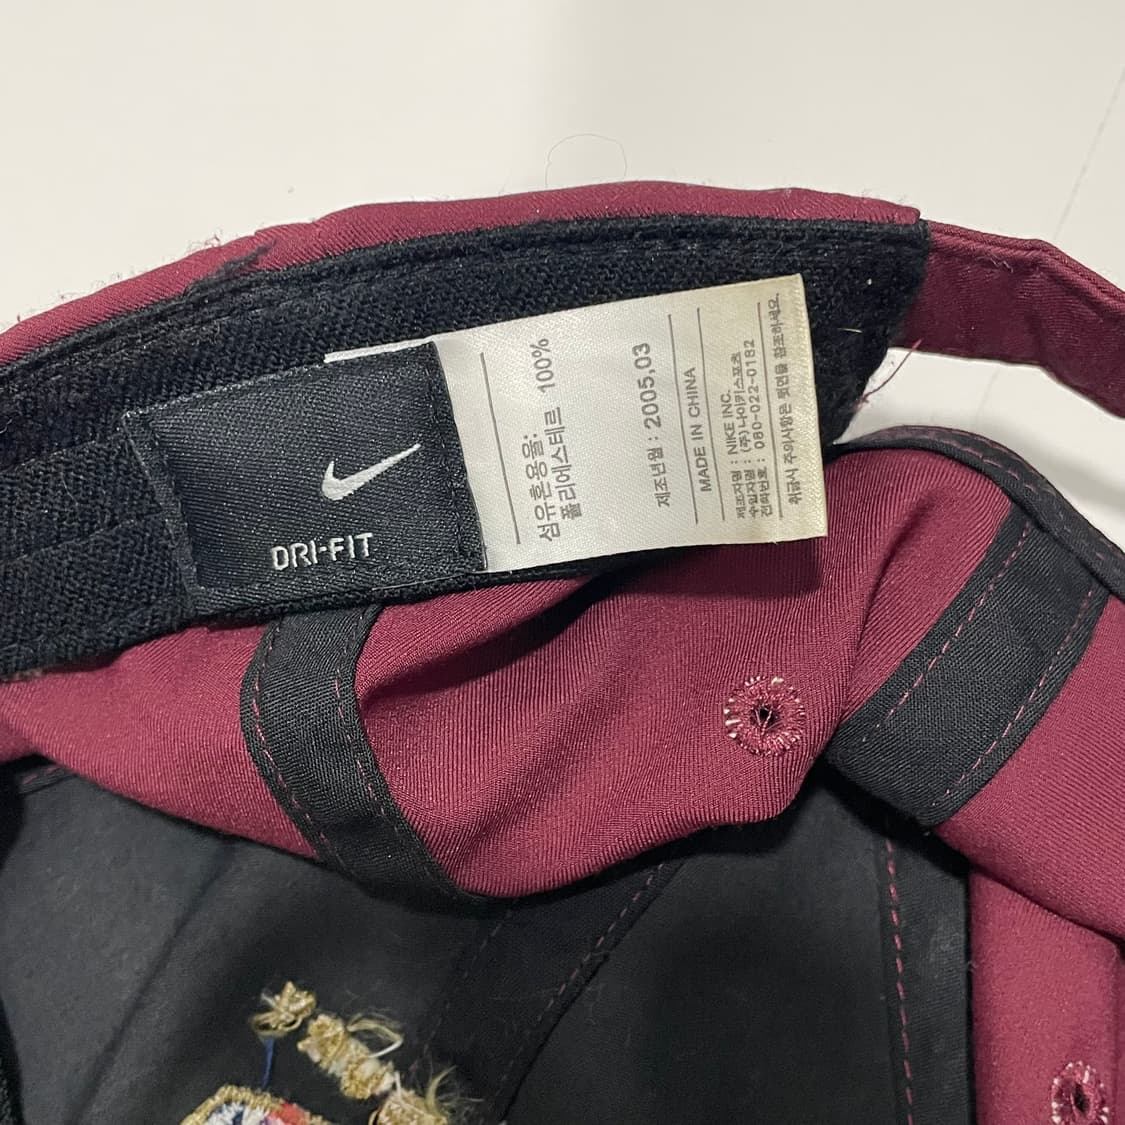 DRI-FIT
섬유혼용율:
폴리에스테르 100%
제조년월 : 2005.03
MADE IN CHINA
제조자명 : NIKE INC.
수입자명 : (주)나이키스포츠
전화번호 : 080-022-0182
취급시 주의사항은 뒷면을 참조하세요.